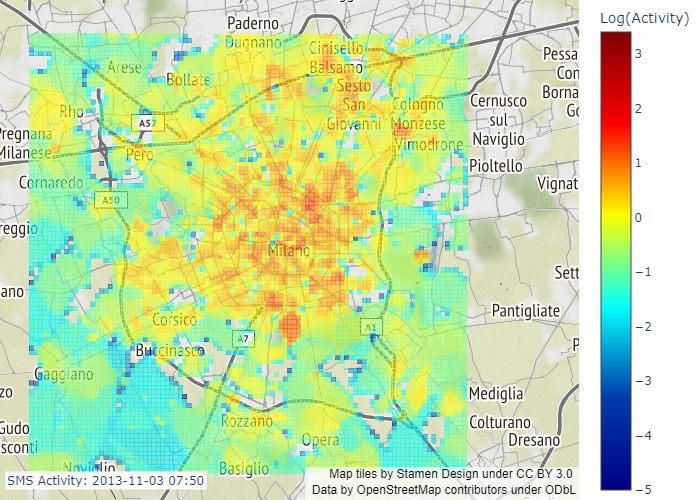 Log(Activity)
3
2
1
0
−1
−2
−3
−4
−5
Paderno
Dugnano
Cinisello
Balsamo
Arese
Bollate
Sesto
San
Giovanni
Cologno
Monzese
Vimodrone
Pessa
Con
Borna
Go
Cernusco
sul
Naviglio
Pioltello
Vignat
Rho
A52
Pregnana
Milanese
Pero
Cornaredo
A50
reggio
Milano
Sett
ano
Pantigliate
Corsico
A7
A1
P
Buccinasco
Gaggiano
zo
Mediglia
Colturano
Dresano
Gudo
sconti
Rozzano
Opera
Noviglio
Basiglio
SMS Activity: 2013-11-03 07:50
Map tiles by Stamen Design under CC BY 3.0
Data by OpenStreetMap contributors under ODbL